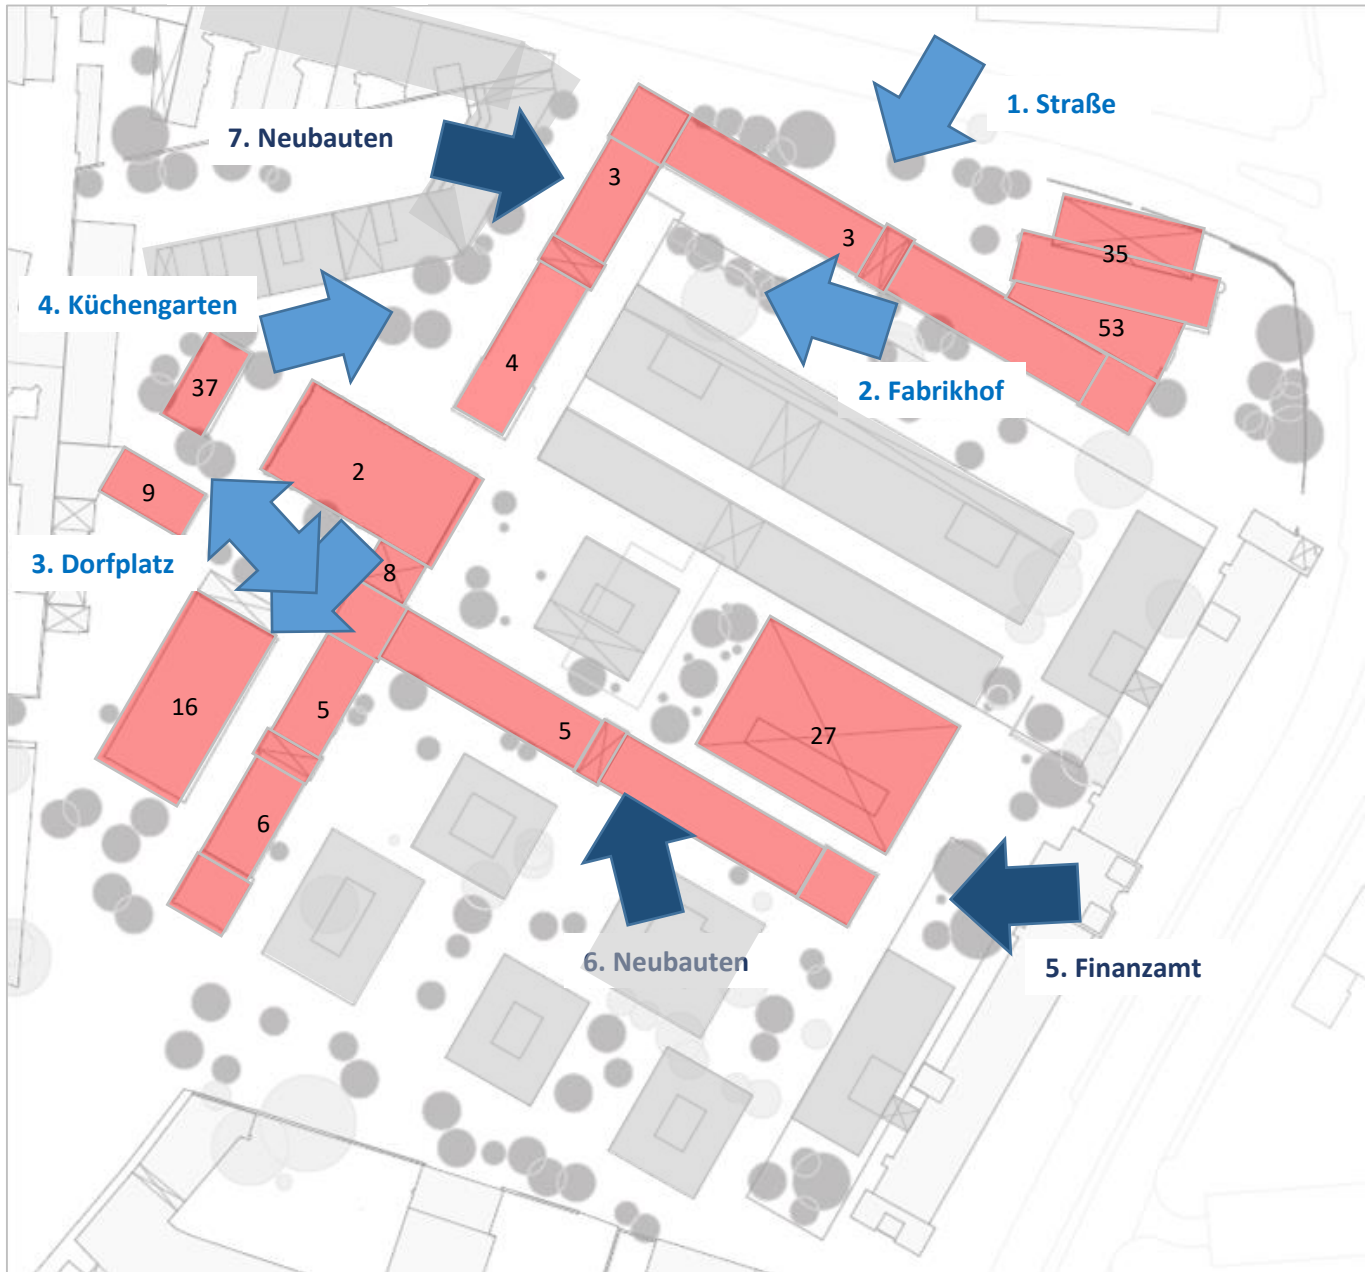 1. Straße
7. Neubauten
3
3
35
4. Küchengarten
53
4
37
2. Fabrikhof
2
9
3. Dorfplatz
8
16
5
5
27
6
6. Neubauten
5. Finanzamt